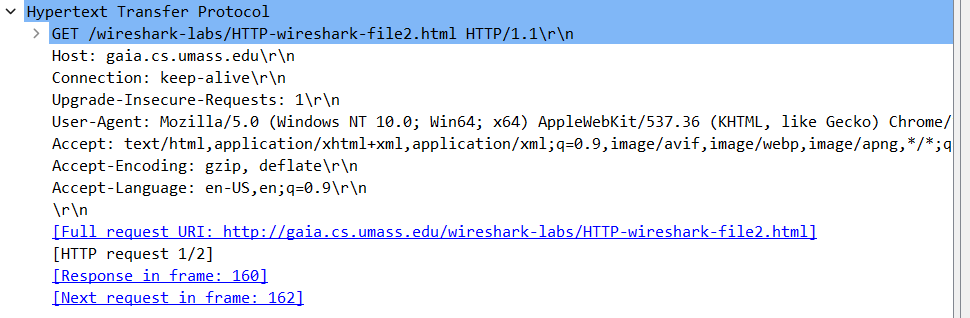 Hypertext Transfer Protocol
GET /wireshark-labs/HTTP-wireshark-file2.html HTTP/1.1\r\n
Host: gaia.cs.umass.edu\r\n
Connection: keep-alive\r\n
Upgrade-Insecure-Requests: 1\r\n
User-Agent: Mozilla/5.0 (Windows NT 10.0; Win64; x64) AppleWebKit/537.36 (KHTML, like Gecko) Chrome/
Accept: text/html,application/xhtml+xml,application/xml;q=0.9,image/avif,image/webp,image/apng,*/*;q
Accept-Encoding: gzip, deflate\r\n
Accept-Language: en-US,en;q=0.9\r\n
\r\n
[Full request URI: http://gaia.cs.umass.edu/wireshark-labs/HTTP-wireshark-file2.html]
[HTTP request 1/2]
[Response in frame: 160]
[Next request in frame: 162]